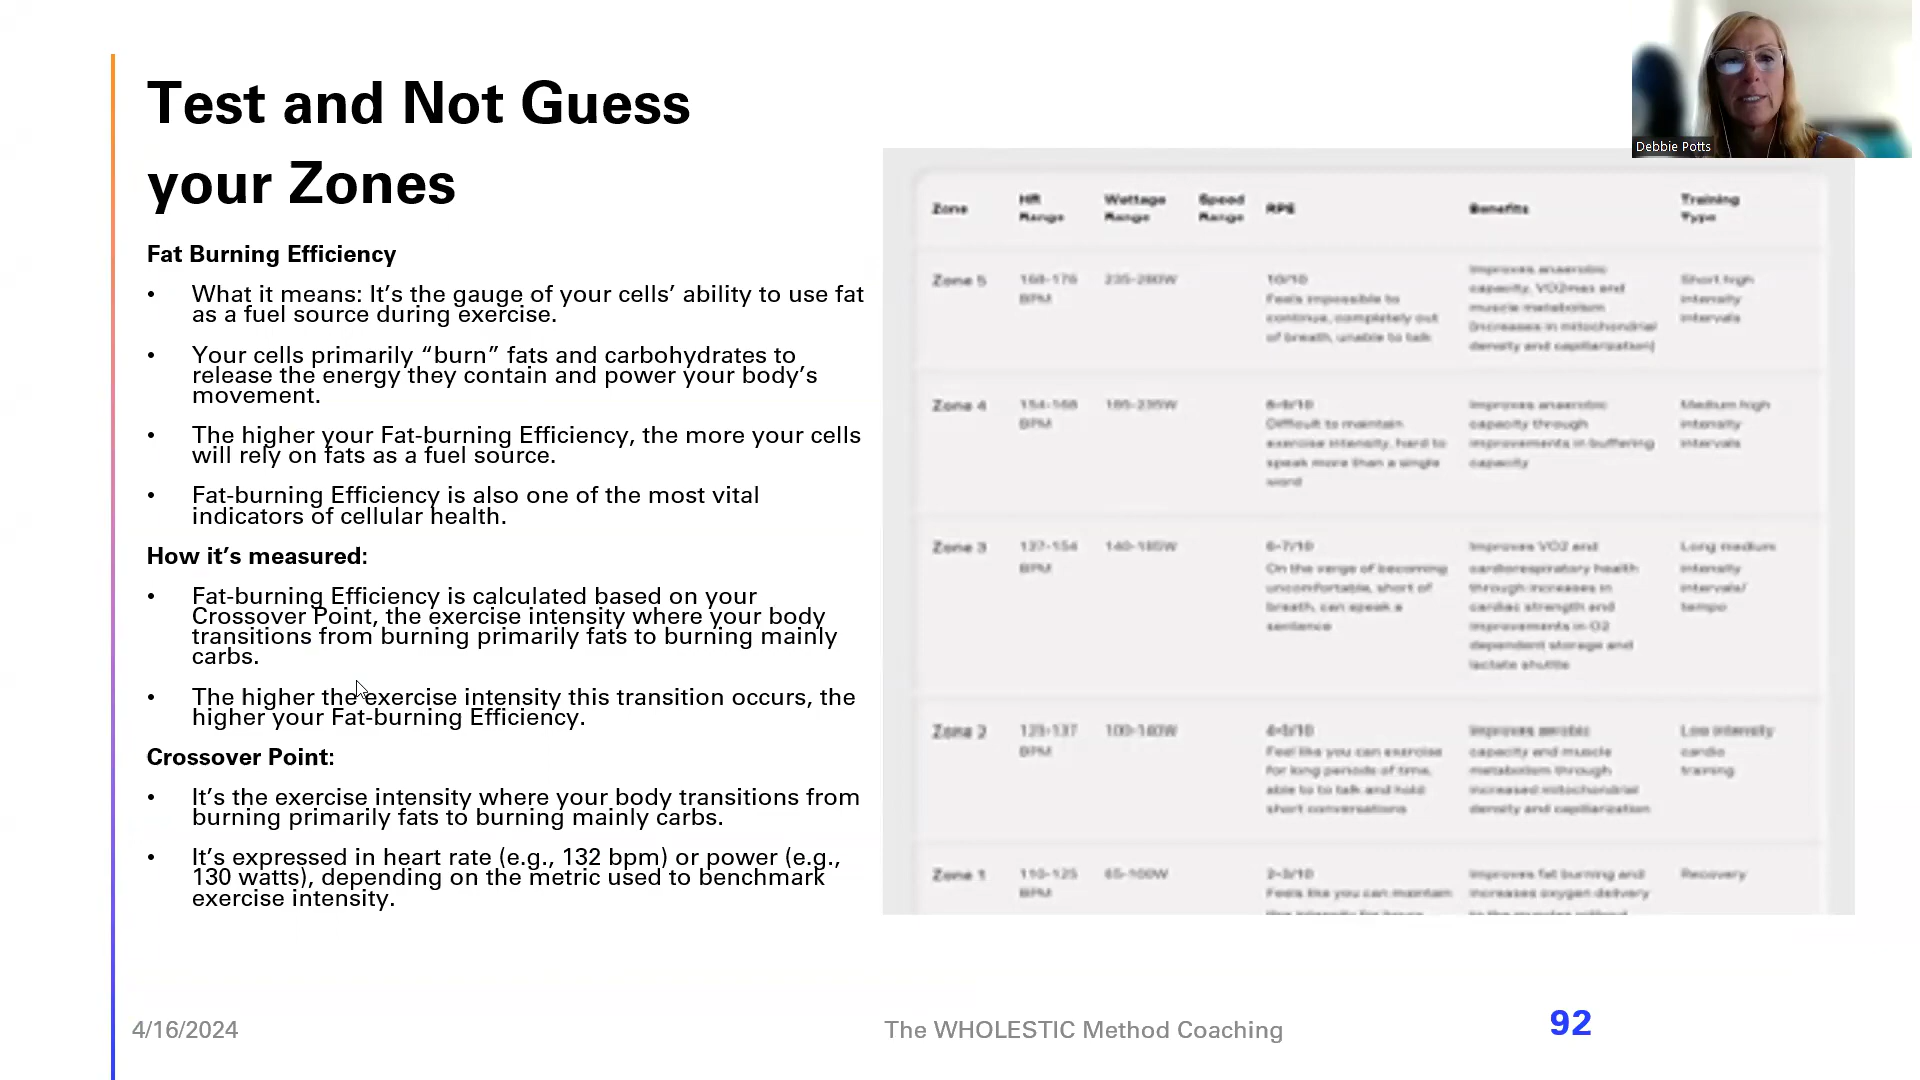 Test and Not Guess
your Zones
Fat Burning Efficiency
• What it means: It’s the gauge of your cells’ ability to use fat
as a fuel source during exercise.
• Your cells primarily “burn” fats and carbohydrates to
release the energy they contain and power your body’s
movement.
• The higher your Fat-burning Efficiency, the more your cells
will rely on fats as a fuel source.
• Fat-burning Efficiency is also one of the most vital
indicators of cellular health.
How it’s measured:
• Fat-burning Efficiency is calculated based on your
Crossover Point, the exercise intensity where your body
transitions from burning primarily fats to burning mainly
carbs.
• The higher the exercise intensity this transition occurs, the
higher your Fat-burning Efficiency.
Crossover Point:
• It’s the exercise intensity where your body transitions from
burning primarily fats to burning mainly carbs.
• It’s expressed in heart rate (e.g., 132 bpm) or power (e.g.,
130 watts), depending on the metric used to benchmark
exercise intensity.
Debbie Potts
Zone HR Range Wattage Range Speed Range RPE Benefits Training Type
Zone 5
BPM
10/10
Feels impossible to
continue, completely out
of breath, unable to talk
Improves anaerobic
capacity, VO2max and
muscle metabolism
(increases in mitochondrial
density and capillarization)
Short high
intensity
intervals
Zone 4
154-168
BPM
Difficult to maintain
exercise intensity, hard to
speak more than a single
word
Improves anaerobic
capacity through
improvements in buffering
capacity
Medium high
intensity
intervals
Zone 3
137-154
BPM
6-7/10
On the verge of becoming
uncomfortable, short of
breath, can speak a
sentence
Improves VO2 and
cardiorespiratory health
through increases in
cardiac strength and
improvements in O2
dependent storage and
lactate shuttle
Long medium
intensity
intervals/
tempo
Zone 2
BPM
100-140W
4-5/10
Feel like you can exercise
for long periods of time,
able to to talk and hold
short conversations
Improves aerobic
capacity and muscle
metabolism through
increased mitochondrial
density and capillarization
Low intensity
cardio
training
Zone 1
110-125
BPM
65-100W
2-3/10
Feels like you can maintain
Improves fat burning and
increases oxygen delivery
to the muscles without
Recovery
4/16/2024
The WHOLESTIC Method Coaching
92